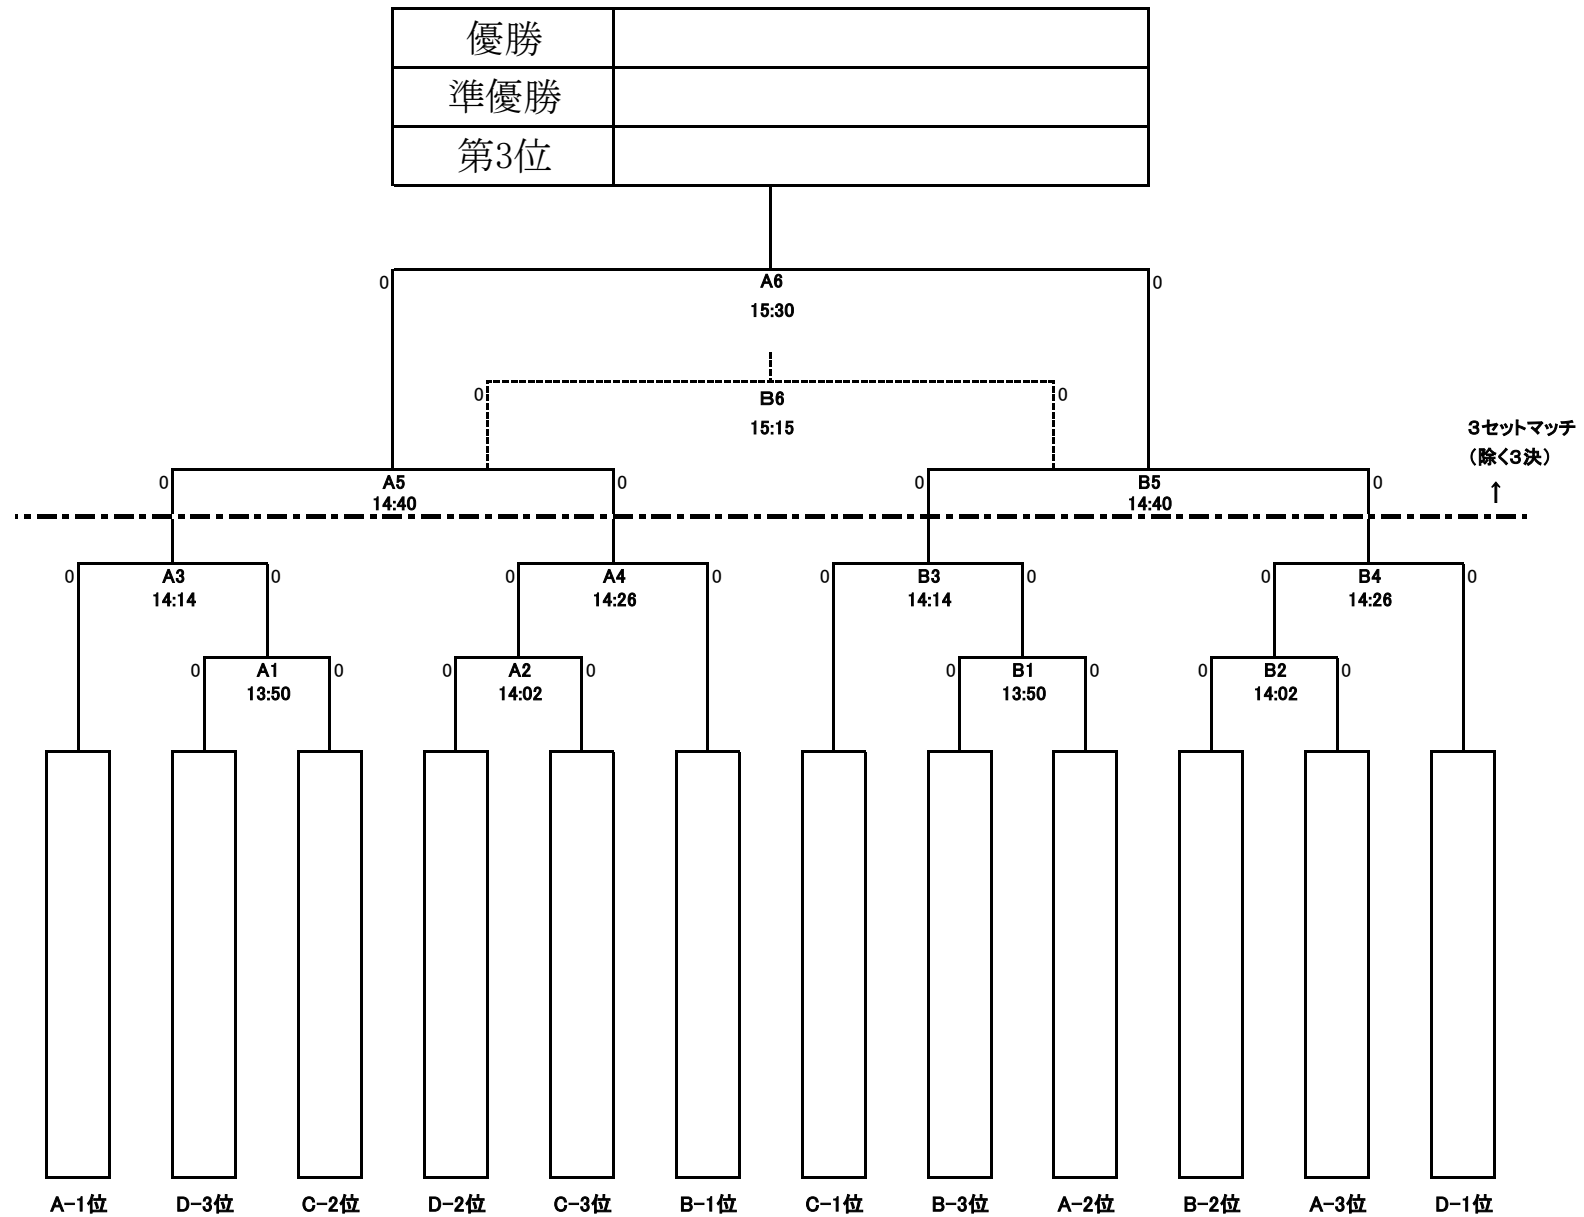 優勝
準優勝
第3位
0 A6 0
15:30
0 B6 0
15:15
3セットマッチ
（除く3決）
↑
0 A5 0 0 B5 0
14:40 14:40
0 A3 0 0 A4 0 0 B3 0 0 B4 0
14:14 14:26 14:14 14:26
0 A1 0 0 A2 0 0 B1 0 0 B2 0
13:50 14:02 13:50 14:02
A-1位 D-3位 C-2位 D-2位 C-3位 B-1位 C-1位 B-3位 A-2位 B-2位 A-3位 D-1位